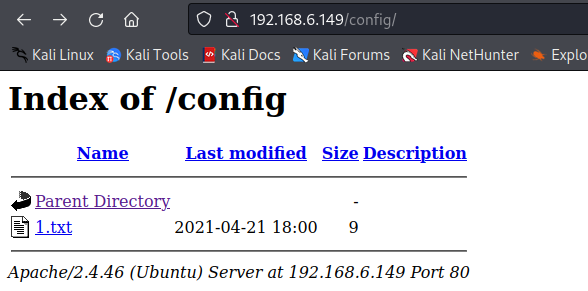 192.168.6.149/config/
Kali Linux Kali Tools Kali Docs Kali Forums Kali NetHunter Explo
Index of /config
Name Last modified Size Description
Parent Directory -
1.txt 2021-04-21 18:00 9
Apache/2.4.46 (Ubuntu) Server at 192.168.6.149 Port 80